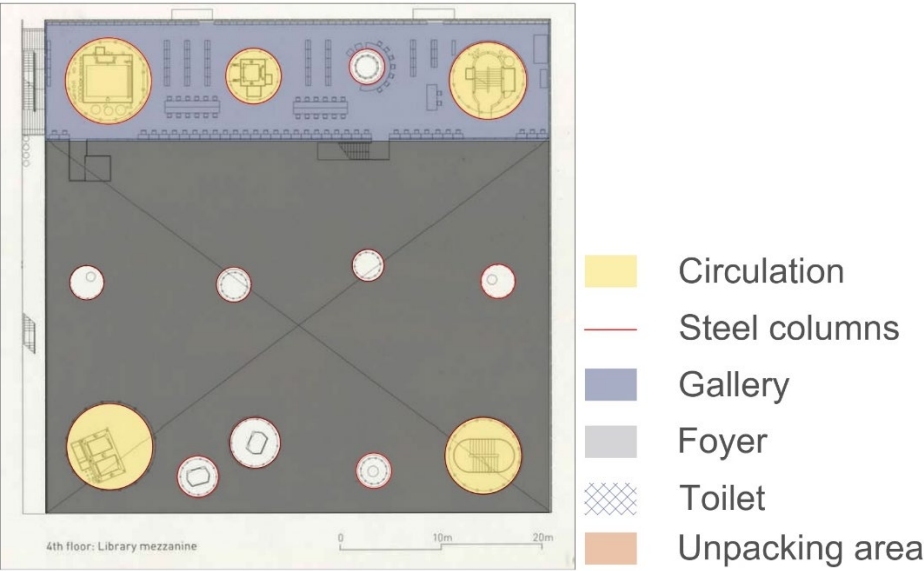 Circulation
Steel columns
Gallery
Foyer
Toilet
Unpacking area
4th floor: Library mezzanine
0 10m 20m